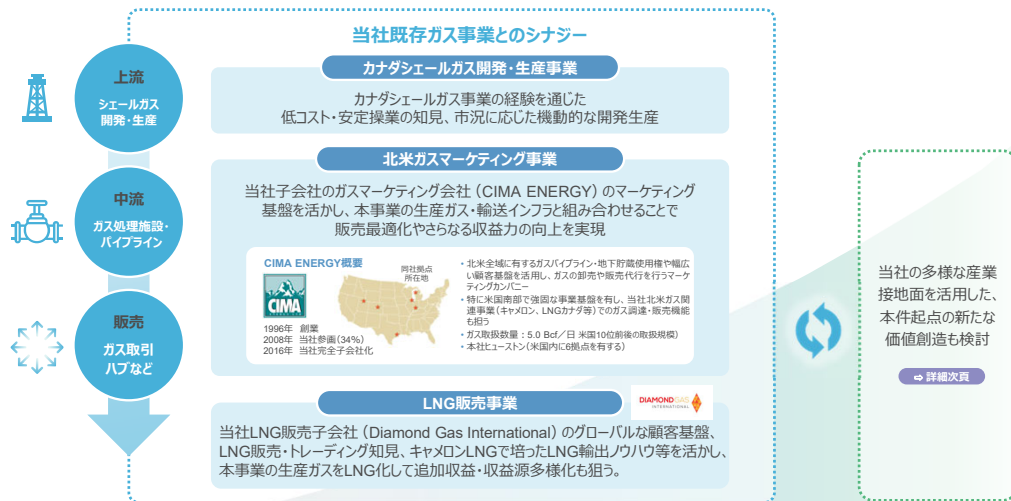 当社既存ガス事業とのシナジー
上流
シェールガス
開発・生産
カナダシェールガス開発・生産事業
カナダシェールガス事業の経験を通じた
低コスト・安定操業の知見、市況に応じた機動的な開発生産
中流
ガス処理施設・
パイプライン
北米ガスマーケティング事業
当社子会社のガスマーケティング会社（CIMA ENERGY）のマーケティング
基盤を活かし、本事業の生産ガス・輸送インフラと組み合わせることで
販売最適化やさらなる収益力の向上を実現
CIMA ENERGY概要
CIMA
同社拠点
所在地
1996年 創業
2008年 当社参画(34%)
2016年 当社完全子会社化
• 北米全域に有するガスパイプライン・地下貯蔵使用権や幅広
い顧客基盤を活用し、ガスの卸売や販売代行を行うマーケ
ティングカンパニー
• 特に米国南部で強固な事業基盤を有し、当社北米ガス関
連事業（キャメロン、LNGカナダ等）でのガス調達・販売機能
も担う
• ガス取扱数量：5.0 Bcf／日 米国10位前後の取扱規模）
• 本社ヒューストン（米国内に6拠点を有する）
販売
ガス取引
ハブなど
LNG販売事業
DIAMOND GAS
INTERNATIONAL
当社LNG販売子会社（Diamond Gas International）のグローバルな顧客基盤、
LNG販売・トレーディング知見、キャメロンLNGで培ったLNG輸出ノウハウ等を活かし、
本事業の生産ガスをLNG化して追加収益・収益源多様化も狙う。
当社の多様な産業
接地面を活用した、
本件起点の新たな
価値創造も検討
⇨ 詳細次頁